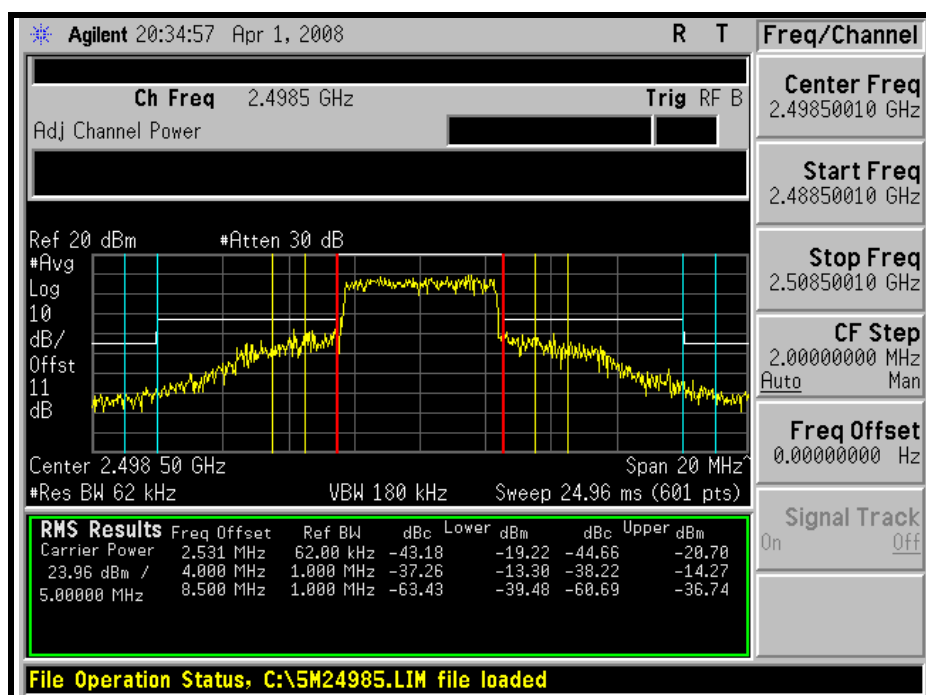 Agilent 20:34:57 Apr 1, 2008 R T
Freq/Channel
Ch Freq 2.4985 GHz Trig RF B
Adj Channel Power
Center Freq
2.49850010 GHz
Start Freq
2.48850010 GHz
Stop Freq
2.50850010 GHz
CF Step
2.00000000 MHz
Auto Man
Freq Offset
0.00000000 Hz
Signal Track
On Off
Ref 20 dBm #Atten 30 dB
#Avg
Log
10
dB/
Offst
11
dB
Center 2.498 50 GHz Span 20 MHz^
#Res BW 62 kHz VBW 180 kHz Sweep 24.96 ms (601 pts)
RMS Results Freq Offset Ref BW dBc Lower dBm dBc Upper dBm
Carrier Power 2.531 MHz 62.00 kHz -43.18 -19.22 -44.66 -20.70
23.96 dBm / 4.000 MHz 1.000 MHz -37.26 -13.30 -38.22 -14.27
5.00000 MHz 8.500 MHz 1.000 MHz -63.43 -39.48 -60.69 -36.74
File Operation Status, C:\5M24985.LIM file loaded